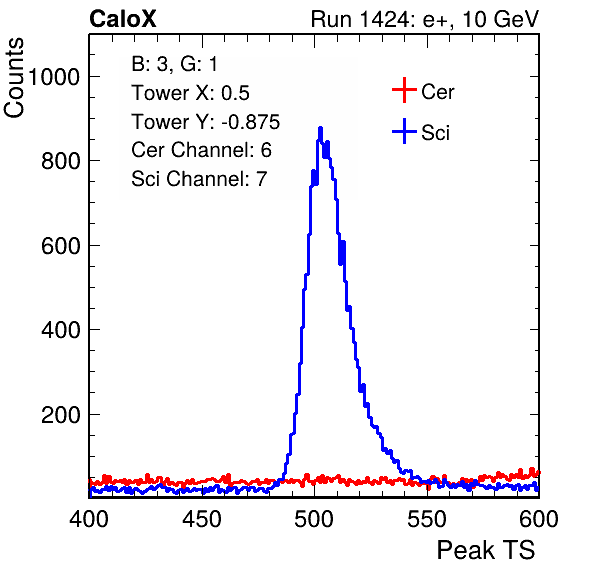 CaloX Run 1424: e+, 10 GeV
Counts
B: 3, G: 1
Tower X: 0.5
Tower Y: -0.875
Cer Channel: 6
Sci Channel: 7
Cer
Sci
1000
800
600
400
200
400 450 500 550 600
Peak TS